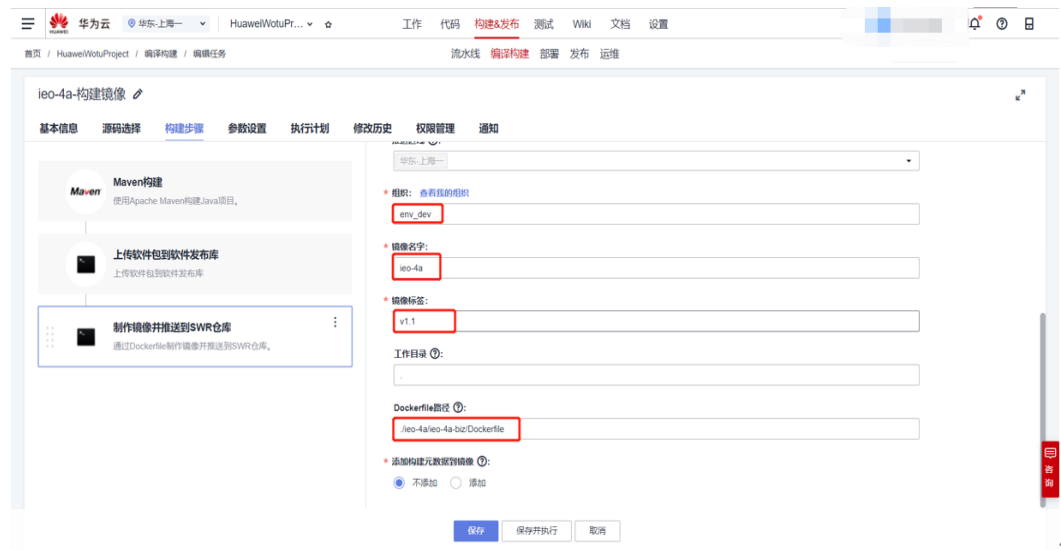 HUAWEI 华为云 华东-上海一 HuaweiWotuPr... 工作 代码 构建&发布 测试 Wiki 文档 设置
首页 / HuaweiWotuProject / 编译构建 / 编辑任务 流水线 编译构建 部署 发布 运维
ieo-4a-构建镜像
基本信息 源码选择 构建步骤 参数设置 执行计划 修改历史 权限管理 通知
华东-上海一
Maven
Maven构建
使用Apache Maven构建Java项目。
上传软件包到软件发布库
上传软件包到软件发布库
制作镜像并推送到SWR仓库
通过Dockerfile制作镜像并推送到SWR仓库。
* 组织: 查看我的组织
env_dev
* 镜像名字:
ieo-4a
* 镜像标签:
v1.1
工作目录 ?:
.
Dockerfile路径 ?:
./ieo-4a/ieo-4a-biz/Dockerfile
* 添加构建元数据到镜像 ?:
不添加 添加
咨询
保存 保存并执行 取消